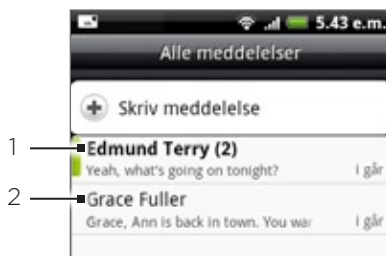 5.43 e.m.
Alle meddelelser
Skriv meddelelse
1
Edmund Terry (2)
Yeah, what's going on tonight? I går
2
Grace Fuller
Grace, Ann is back in town. You war I går